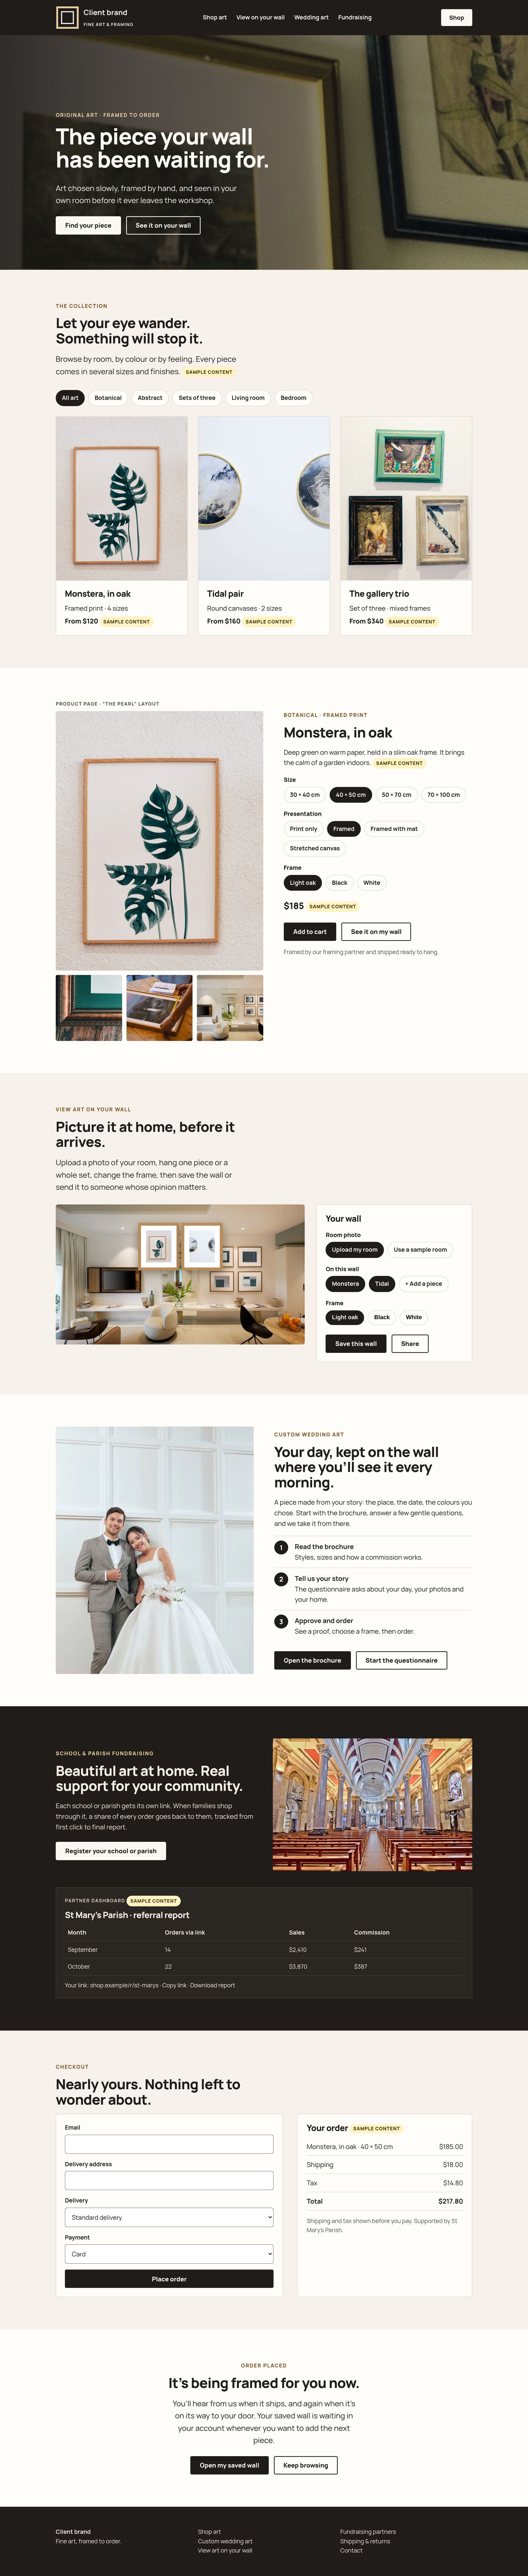 Client brand
FINE ART & FRAMING
Shop art
View on your wall
Wedding art
Fundraising
Shop
ORIGINAL ART · FRAMED TO ORDER
The piece your wall
has been waiting for.
Art chosen slowly, framed by hand, and seen in your
own room before it ever leaves the workshop.
Find your piece
See it on your wall
THE COLLECTION
Let your eye wander.
Something will stop it.
Browse by room, by colour or by feeling. Every piece
comes in several sizes and finishes. SAMPLE CONTENT
All art
Botanical
Abstract
Sets of three
Living room
Bedroom
Monstera, in oak
Framed print · 4 sizes
From $120 SAMPLE CONTENT
Tidal pair
Round canvases · 2 sizes
From $160 SAMPLE CONTENT
The gallery trio
Set of three · mixed frames
From $340 SAMPLE CONTENT
PRODUCT PAGE · "THE PEARL" LAYOUT
BOTANICAL · FRAMED PRINT
Monstera, in oak
Deep green on warm paper, held in a slim oak frame. It brings
the calm of a garden indoors. SAMPLE CONTENT
Size
30 × 40 cm
40 × 50 cm
50 × 70 cm
70 × 100 cm
Presentation
Print only
Framed
Framed with mat
Stretched canvas
Frame
Light oak
Black
White
$185 SAMPLE CONTENT
Add to cart
See it on my wall
Framed by our framing partner and shipped ready to hang.
VIEW ART ON YOUR WALL
Picture it at home, before it
arrives.
Upload a photo of your room, hang one piece or a
whole set, change the frame, then save the wall or
send it to someone whose opinion matters.
Your wall
Room photo
Upload my room
Use a sample room
On this wall
Monstera
Tidal
+ Add a piece
Frame
Light oak
Black
White
Save this wall
Share
CUSTOM WEDDING ART
Your day, kept on the wall
where you'll see it every
morning.
A piece made from your story: the place, the date, the colours you
chose. Start with the brochure, answer a few gentle questions,
and we take it from there.
1
Read the brochure
Styles, sizes and how a commission works.
2
Tell us your story
The questionnaire asks about your day, your photos and
your home.
3
Approve and order
See a proof, choose a frame, then order.
Open the brochure
Start the questionnaire
SCHOOL & PARISH FUNDRAISING
Beautiful art at home. Real
support for your community.
Each school or parish gets its own link. When families shop
through it, a share of every order goes back to them, tracked from
first click to final report.
Register your school or parish
PARTNER DASHBOARD SAMPLE CONTENT
St Mary's Parish · referral report
Month Orders via link Sales Commission
September 14 $2,410 $241
October 22 $3,870 $387
Your link: shop.example/r/st-marys · Copy link · Download report
CHECKOUT
Nearly yours. Nothing left to
wonder about.
Email
Delivery address
Delivery
Standard delivery
Payment
Card
Place order
Your order SAMPLE CONTENT
Monstera, in oak · 40 × 50 cm $185.00
Shipping $18.00
Tax $14.80
Total $217.80
Shipping and tax shown before you pay. Supported by St
Mary's Parish.
ORDER PLACED
It's being framed for you now.
You'll hear from us when it ships, and again when it's
on its way to your door. Your saved wall is waiting in
your account whenever you want to add the next
piece.
Open my saved wall
Keep browsing
Client brand
Fine art, framed to order.
Shop art
Custom wedding art
View art on your wall
Fundraising partners
Shipping & returns
Contact